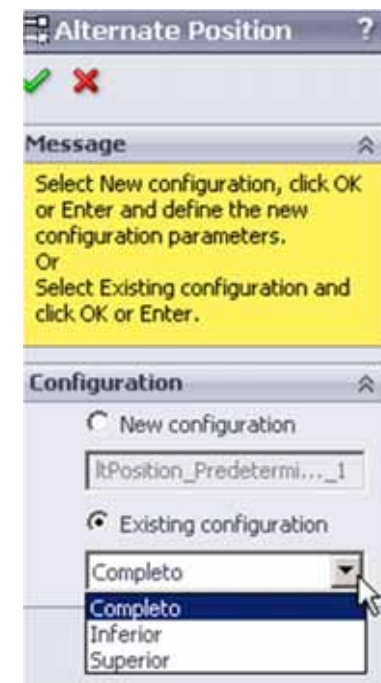 Alternate Position ?
Message
Select New configuration, click OK
or Enter and define the new
configuration parameters.
Or
Select Existing configuration and
click OK or Enter.
Configuration
New configuration
ltPosition_Predetermi..._1
Existing configuration
Completo
Completo
Inferior
Superior